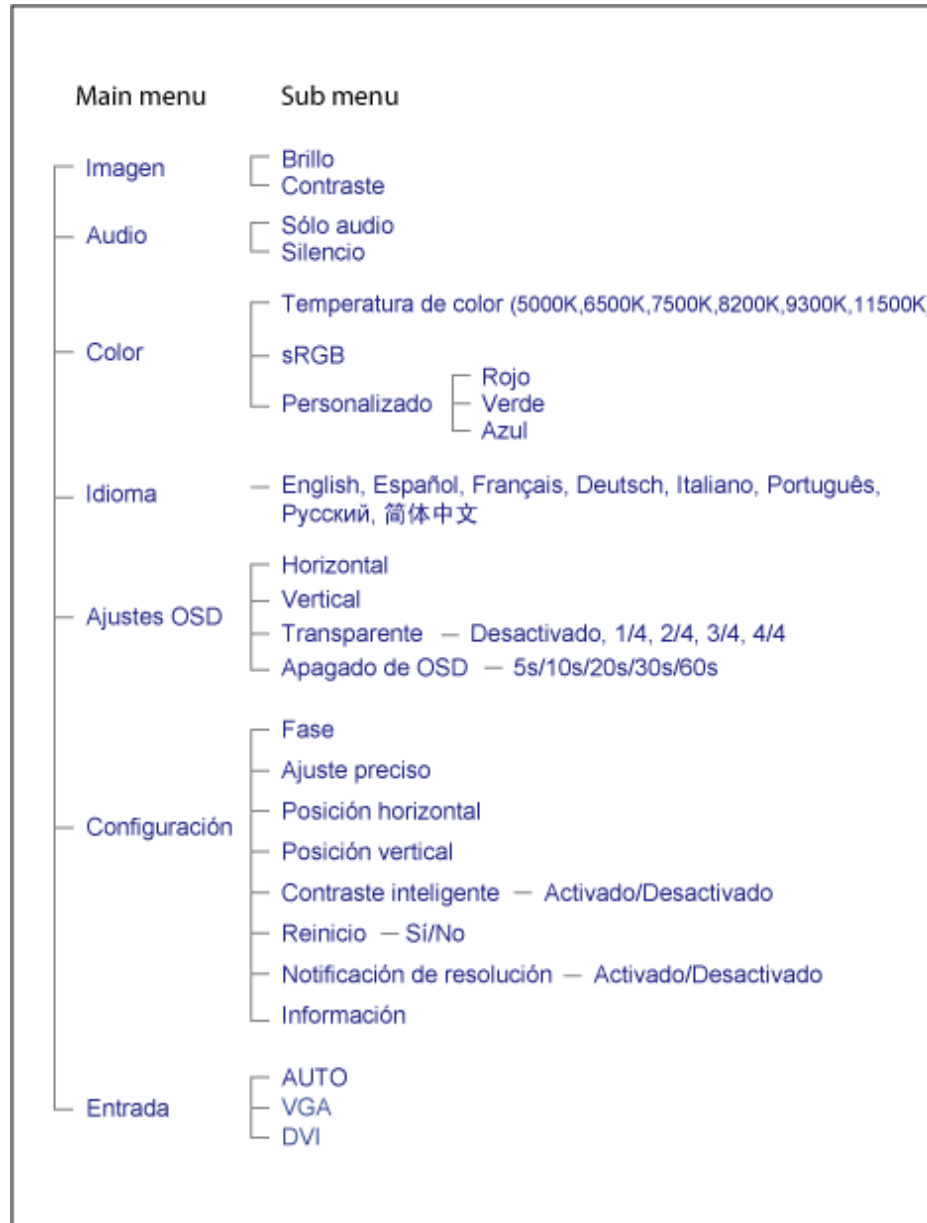 Main menu Sub menu
Imagen
Brillo
Contraste
Audio
Sólo audio
Silencio
Color
Temperatura de color (5000K,6500K,7500K,8200K,9300K,11500K
sRGB
Personalizado
Rojo
Verde
Azul
Idioma
English, Español, Français, Deutsch, Italiano, Português,
Русский, 简体中文
Ajustes OSD
Horizontal
Vertical
Transparente — Desactivado, 1/4, 2/4, 3/4, 4/4
Apagado de OSD — 5s/10s/20s/30s/60s
Configuración
Fase
Ajuste preciso
Posición horizontal
Posición vertical
Contraste inteligente — Activado/Desactivado
Reinicio — Sí/No
Notificación de resolución — Activado/Desactivado
Información
Entrada
AUTO
VGA
DVI